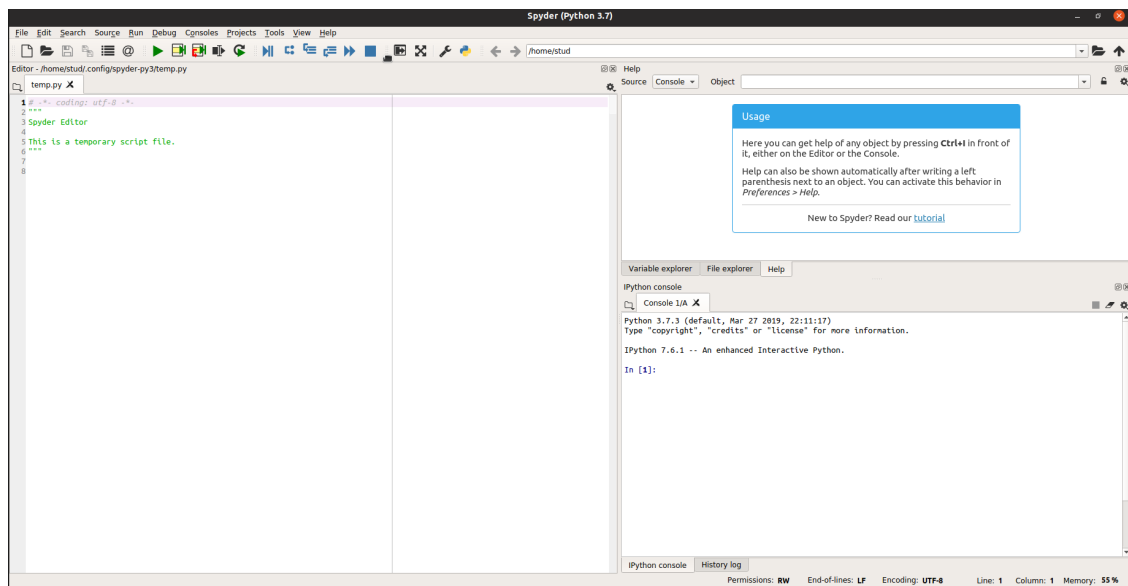 Spyder (Python 3.7)
File Edit Search Source Run Debug Consoles Projects Tools View Help
/home/stud
Editor - /home/stud/.config/spyder-py3/temp.py
temp.py
1 # -*- coding: utf-8 -*-
2 """
3 Spyder Editor
4
5 This is a temporary script file.
6 """
7
8
Help
Source Console Object
Usage
Here you can get help of any object by pressing Ctrl+I in front of
it, either on the Editor or the Console.
Help can also be shown automatically after writing a left
parenthesis next to an object. You can activate this behavior in
Preferences > Help.
New to Spyder? Read our tutorial
Variable explorer File explorer Help
IPython console
Console 1/A
Python 3.7.3 (default, Mar 27 2019, 22:11:17)
Type "copyright", "credits" or "license" for more information.
IPython 7.6.1 -- An enhanced Interactive Python.
In [1]:
IPython console History log
Permissions: RW End-of-lines: LF Encoding: UTF-8 Line: 1 Column: 1 Memory: 55 %